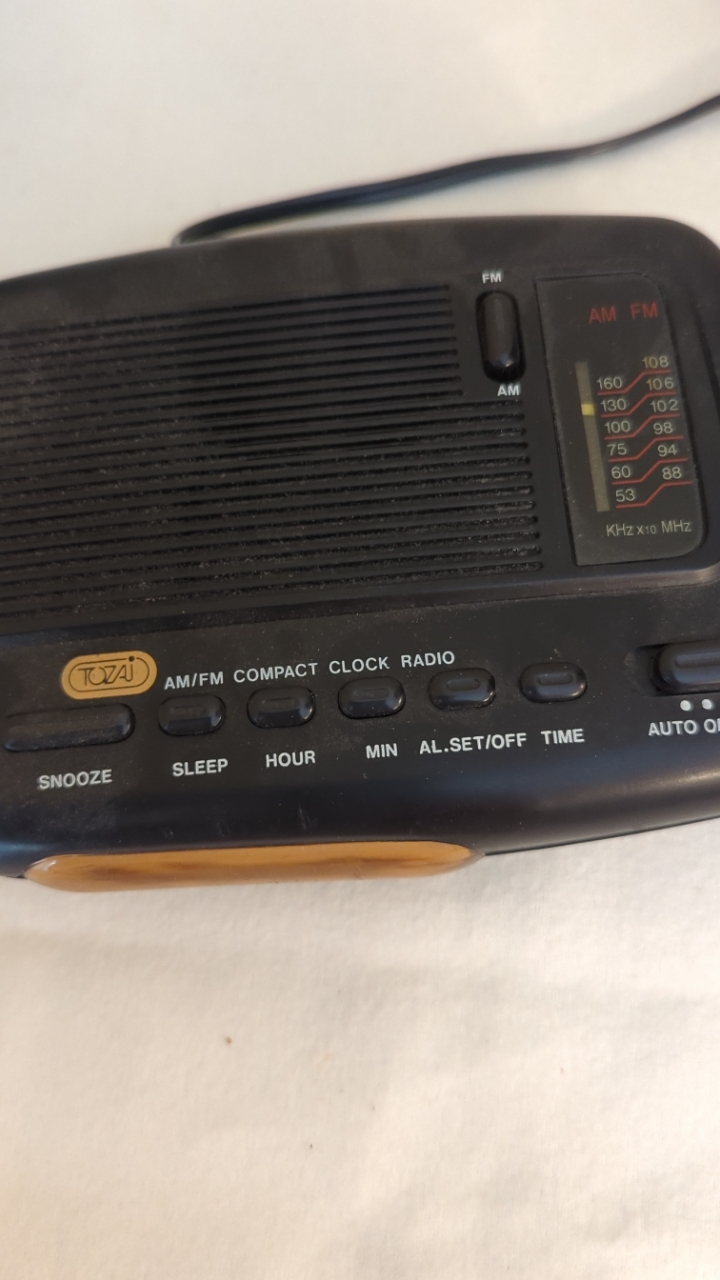 FM
AM
AM FM
108
160 106
130 102
100 98
75 94
60 88
53
KHz x10 MHz
TOZAI
AM/FM COMPACT CLOCK RADIO
SNOOZE SLEEP HOUR MIN AL.SET/OFF TIME AUTO